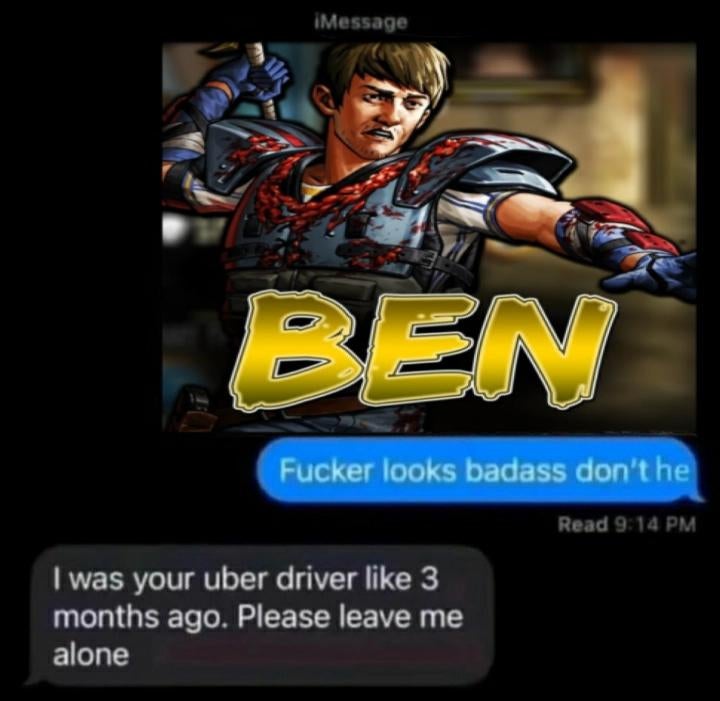 iMessage
BEN
Fucker looks badass don't he
Read 9:14 PM
I was your uber driver like 3
months ago. Please leave me
alone